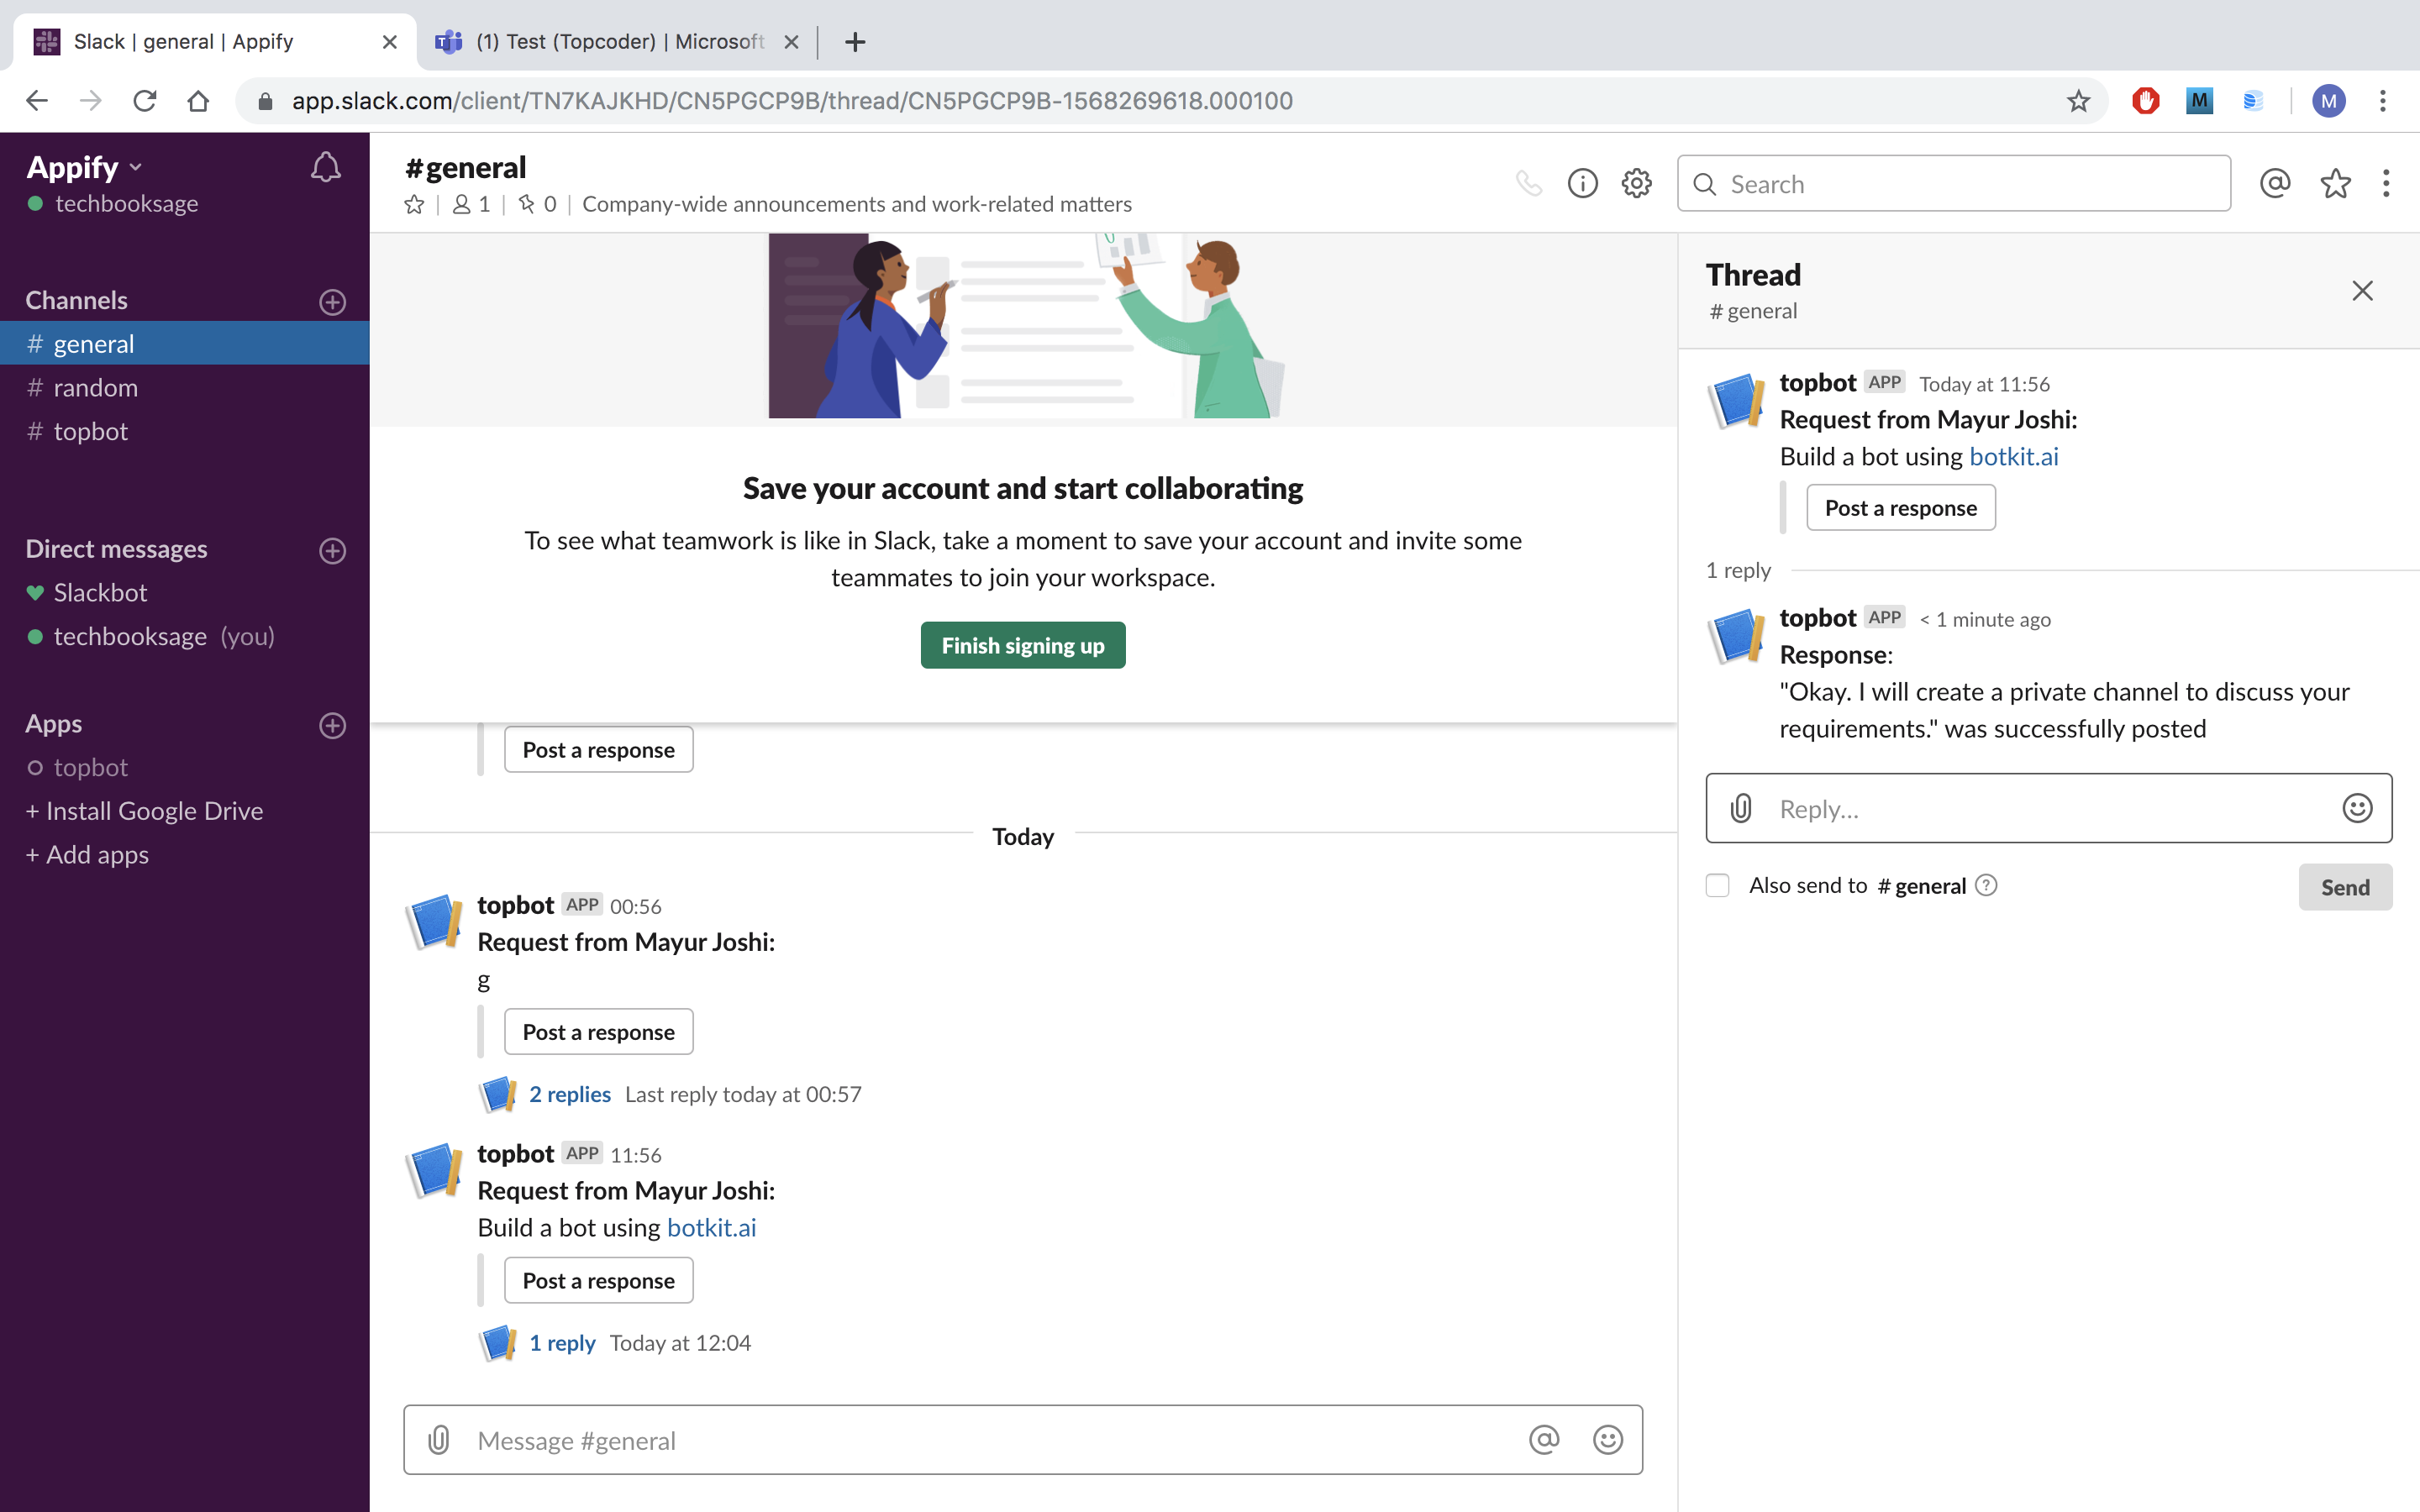 Slack | general | Appify
(1) Test (Topcoder) | Microsoft
app.slack.com/client/TN7KAJKHD/CN5PGCP9B/thread/CN5PGCP9B-1568269618.000100
M
M
Appify
techbooksage
Channels
# general
# random
# topbot
Direct messages
Slackbot
techbooksage (you)
Apps
topbot
+ Install Google Drive
+ Add apps
#general
1 | 0 | Company-wide announcements and work-related matters
Search
Save your account and start collaborating
To see what teamwork is like in Slack, take a moment to save your account and invite some
teammates to join your workspace.
Finish signing up
Post a response
Today
topbot APP 00:56
Request from Mayur Joshi:
g
Post a response
2 replies Last reply today at 00:57
topbot APP 11:56
Request from Mayur Joshi:
Build a bot using botkit.ai
Post a response
1 reply Today at 12:04
Message #general
Thread
# general
topbot APP Today at 11:56
Request from Mayur Joshi:
Build a bot using botkit.ai
Post a response
1 reply
topbot APP < 1 minute ago
Response:
"Okay. I will create a private channel to discuss your
requirements." was successfully posted
Reply...
Also send to # general
Send